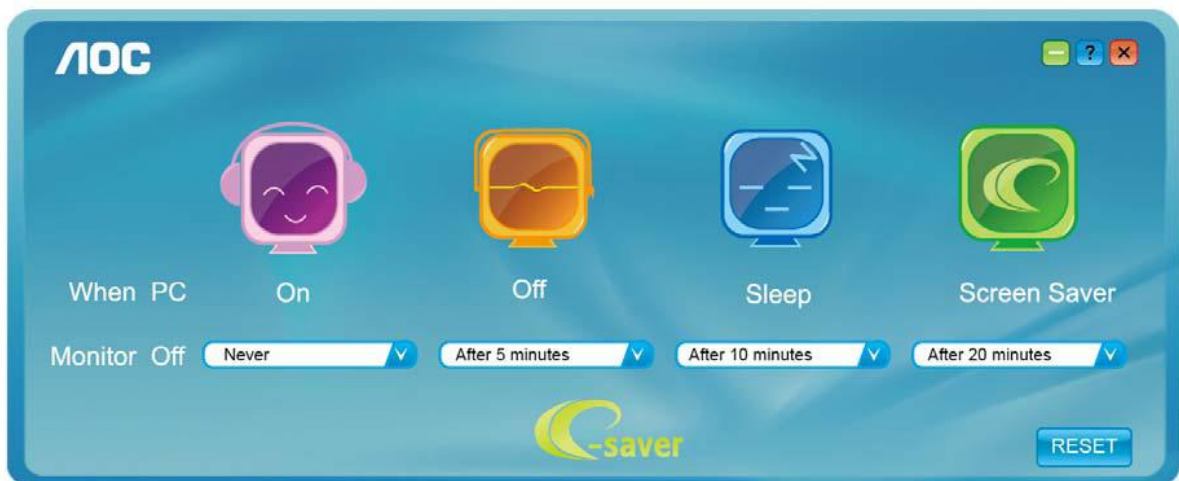 AOC
?
When PC On Off Sleep Screen Saver
Monitor Off Never After 5 minutes After 10 minutes After 20 minutes
e-saver
RESET